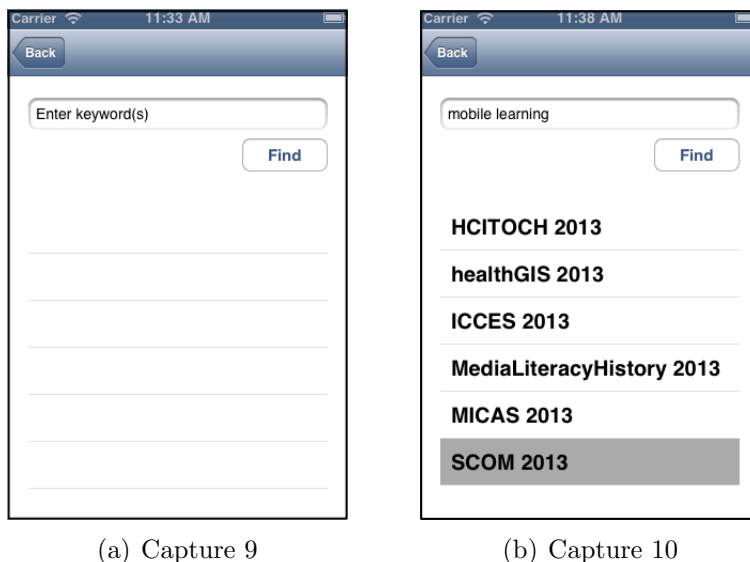 Carrier 11:33 AM
Back
Enter keyword(s)
Find
(a) Capture 9
Carrier 11:38 AM
Back
mobile learning
Find
HCITOCH 2013
healthGIS 2013
ICCES 2013
MediaLiteracyHistory 2013
MICAS 2013
SCOM 2013
(b) Capture 10